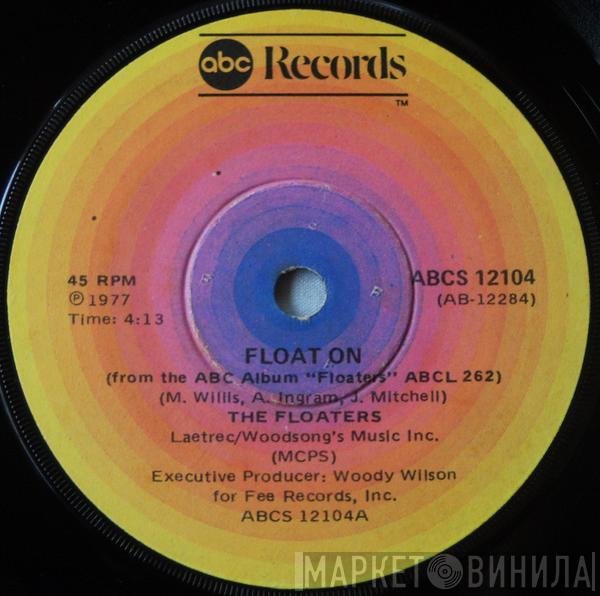 abc Records
TM
45 RPM
℗ 1977
Time: 4:13
ABCS 12104
(AB-12284)
FLOAT ON
(from the ABC Album "Floaters" ABCL 262)
(M. Willis, A. Ingram, J. Mitchell)
THE FLOATERS
Laetrec/Woodsong's Music Inc.
(MCPS)
Executive Producer: Woody Wilson
for Fee Records, Inc.
ABCS 12104A
МАРКЕТ ВИНИЛА